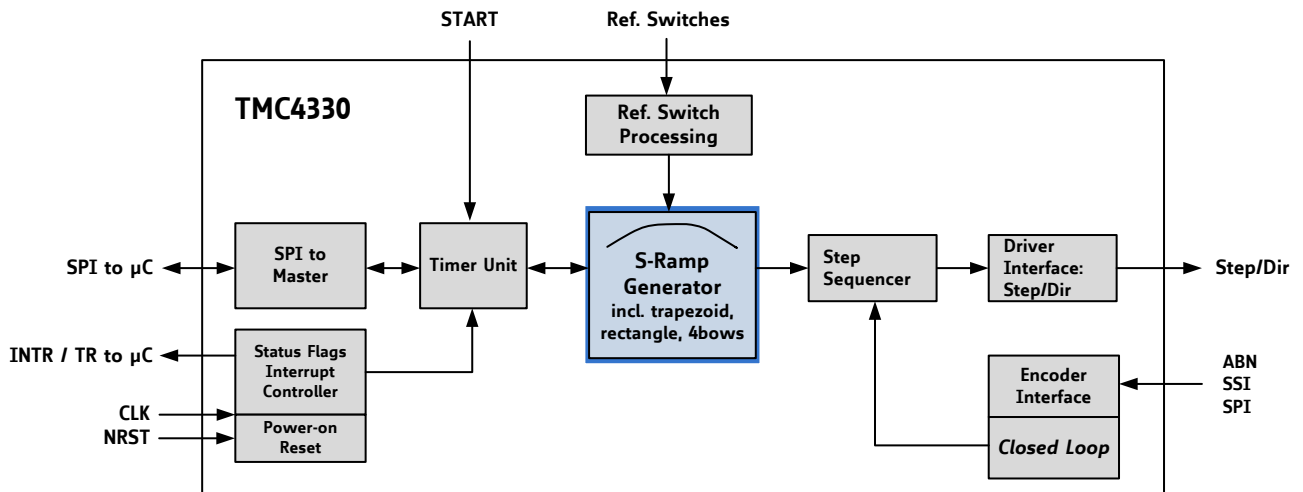 START
Ref. Switches
TMC4330
Ref. Switch
Processing
SPI to µC
SPI to
Master
Timer Unit
S-Ramp
Generator
incl. trapezoid,
rectangle, 4bows
Step
Sequencer
Driver
Interface:
Step/Dir
Step/Dir
INTR / TR to µC
Status Flags
Interrupt
Controller
CLK
NRST
Power-on
Reset
Encoder
Interface
Closed Loop
ABN
SSI
SPI